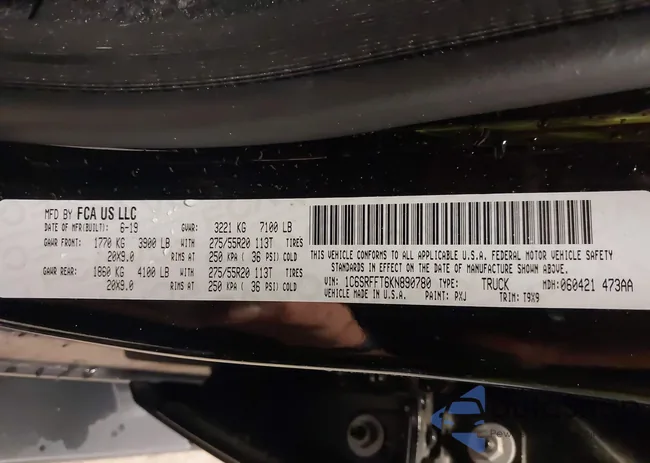 MFD BY FCA US LLC
DATE OF MFR(BUILT): 6-19 GVWR: 3221 KG 7100 LB
GAWR FRONT: 1770 KG 3900 LB WITH 275/55R20 113T TIRES
20X9.0 RIMS AT 250 KPA ( 36 PSI) COLD
GAWR REAR: 1860 KG 4100 LB WITH 275/55R20 113T TIRES
20X9.0 RIMS AT 250 KPA ( 36 PSI) COLD
THIS VEHICLE CONFORMS TO ALL APPLICABLE U.S.A. FEDERAL MOTOR VEHICLE SAFETY
STANDARDS IN EFFECT ON THE DATE OF MANUFACTURE SHOWN ABOVE.
VIN: 1C6SRFFT6KN890780 TYPE: TRUCK MDH: 060421 473AA
VEHICLE MADE IN U.S.A. PAINT: PXJ TRIM: T9X9